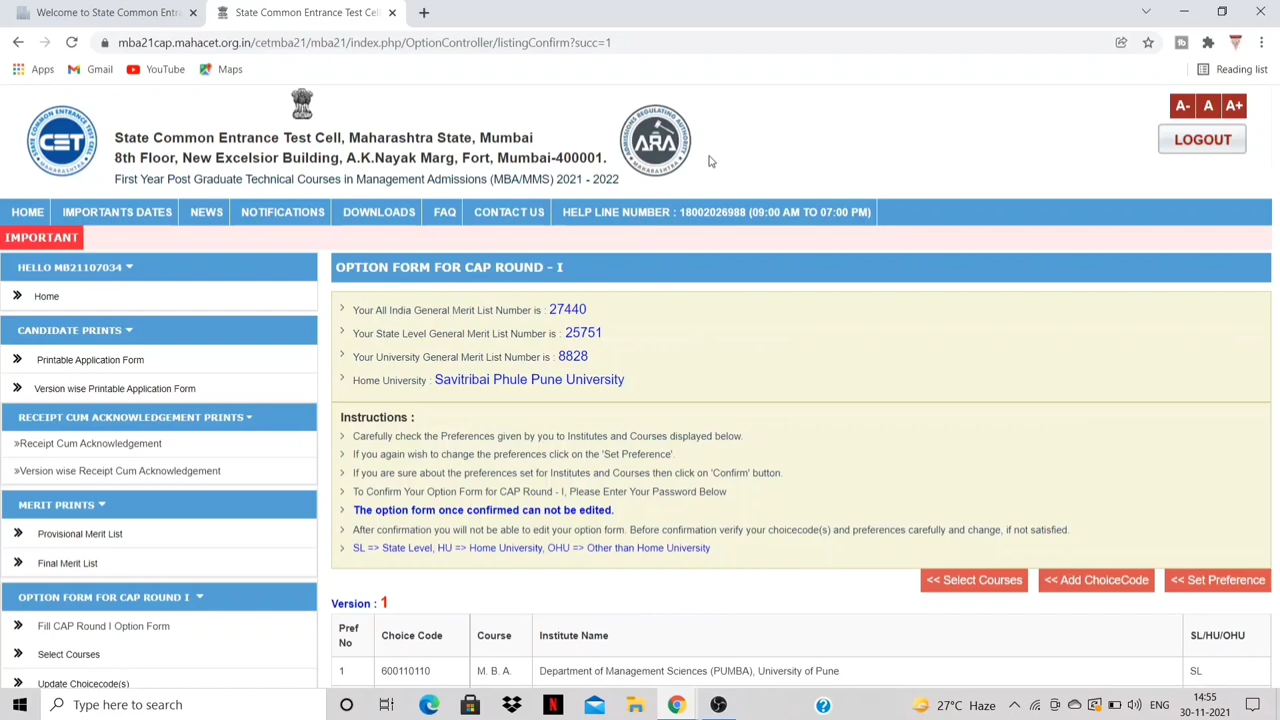 Welcome to State Common Entr
State Common Entrance Test Cell
mba21cap.mahacet.org.in/cetmba21/mba21/index.php/OptionController/listingConfirm?succ=1
Apps Gmail YouTube Maps Reading list
CET
ARA
State Common Entrance Test Cell, Maharashtra State, Mumbai
8th Floor, New Excelsior Building, A.K.Nayak Marg, Fort, Mumbai-400001.
First Year Post Graduate Technical Courses in Management Admissions (MBA/MMS) 2021 - 2022
A- A A+
LOGOUT
HOME IMPORTANTS DATES NEWS NOTIFICATIONS DOWNLOADS FAQ CONTACT US HELP LINE NUMBER : 18002026988 (09:00 AM TO 07:00 PM)
IMPORTANT
HELLO MB21107034
Home
CANDIDATE PRINTS
Printable Application Form
Version wise Printable Application Form
RECEIPT CUM ACKNOWLEDGEMENT PRINTS
»Receipt Cum Acknowledgement
»Version wise Receipt Cum Acknowledgement
MERIT PRINTS
Provisional Merit List
Final Merit List
OPTION FORM FOR CAP ROUND I
Fill CAP Round I Option Form
Select Courses
Update Choicecode(s)
OPTION FORM FOR CAP ROUND - I
Your All India General Merit List Number is : 27440
Your State Level General Merit List Number is : 25751
Your University General Merit List Number is : 8828
Home University : Savitribai Phule Pune University
Instructions :
Carefully check the Preferences given by you to Institutes and Courses displayed below.
If you again wish to change the preferences click on the 'Set Preference'.
If you are sure about the preferences set for Institutes and Courses then click on 'Confirm' button.
To Confirm Your Option Form for CAP Round - I, Please Enter Your Password Below
The option form once confirmed can not be edited.
After confirmation you will not be able to edit your option form. Before confirmation verify your choicecode(s) and preferences carefully and change, if not satisfied.
SL => State Level, HU => Home University, OHU => Other than Home University
<< Select Courses << Add ChoiceCode << Set Preference
Version : 1
Pref No Choice Code Course Institute Name SL/HU/OHU
1 600110110 M. B. A. Department of Management Sciences (PUMBA), University of Pune SL
Type here to search
27°C Haze
ENG
14:55
30-11-2021